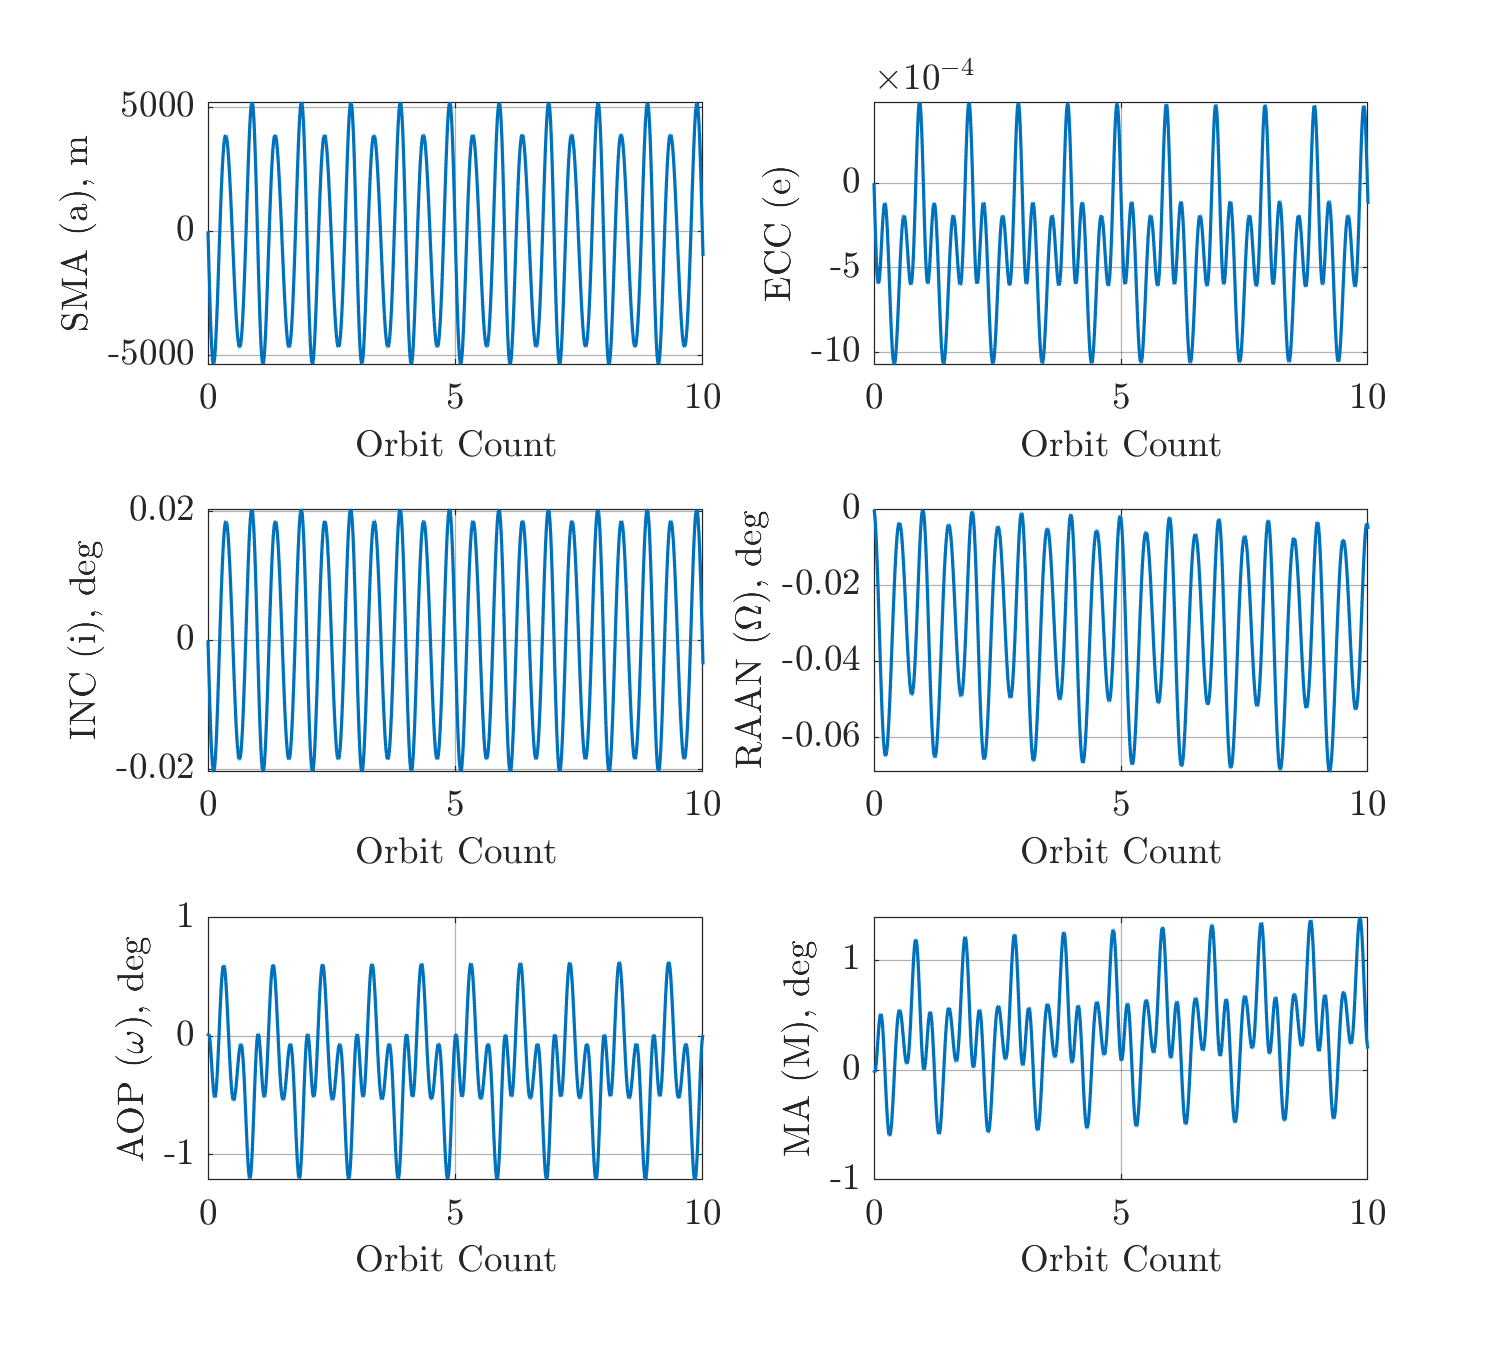 SMA (a), m
5000
0
-5000
0 5 10
Orbit Count
×10⁻⁴
ECC (e)
0
-5
-10
0 5 10
Orbit Count
INC (i), deg
0.02
0
-0.02
0 5 10
Orbit Count
RAAN (Ω), deg
0
-0.02
-0.04
-0.06
0 5 10
Orbit Count
AOP (ω), deg
1
0
-1
0 5 10
Orbit Count
MA (M), deg
1
0
-1
0 5 10
Orbit Count